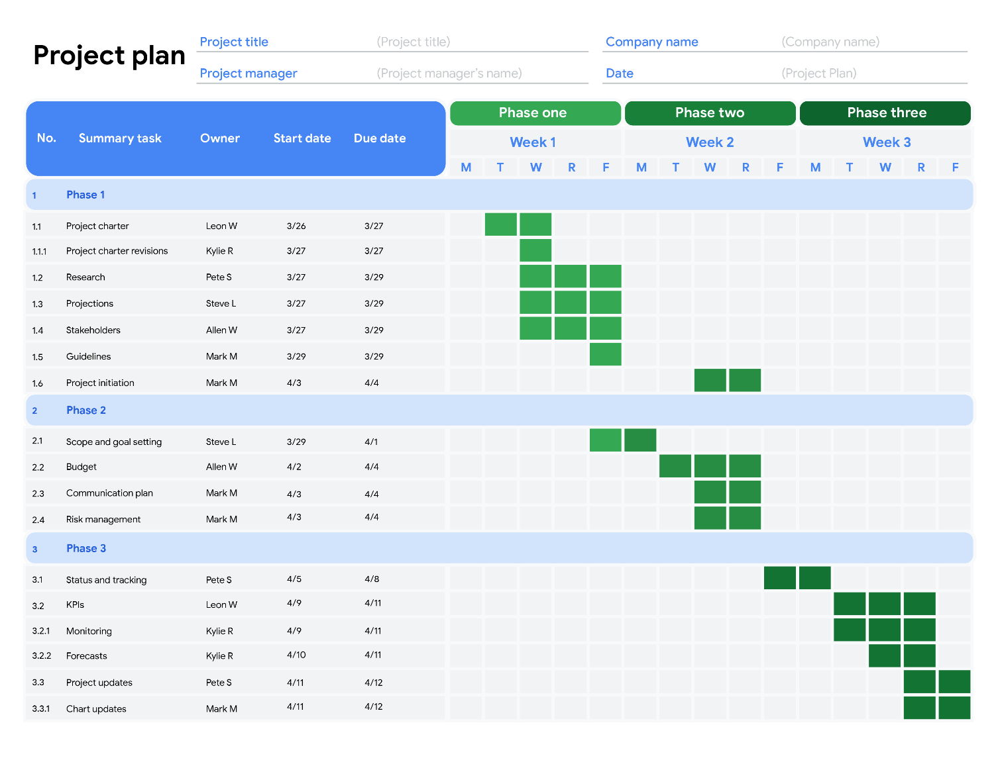 Project plan
Project title (Project title)
Company name (Company name)
Project manager (Project manager's name)
Date (Project Plan)
No. Summary task Owner Start date Due date
Phase one Phase two Phase three
Week 1 Week 2 Week 3
M T W R F M T W R F M T W R F
1 Phase 1
1.1 Project charter Leon W 3/26 3/27
1.1.1 Project charter revisions Kylie R 3/27 3/27
1.2 Research Pete S 3/27 3/29
1.3 Projections Steve L 3/27 3/29
1.4 Stakeholders Allen W 3/27 3/29
1.5 Guidelines Mark M 3/29 3/29
1.6 Project initiation Mark M 4/3 4/4
2 Phase 2
2.1 Scope and goal setting Steve L 3/29 4/1
2.2 Budget Allen W 4/2 4/4
2.3 Communication plan Mark M 4/3 4/4
2.4 Risk management Mark M 4/3 4/4
3 Phase 3
3.1 Status and tracking Pete S 4/5 4/8
3.2 KPIs Leon W 4/9 4/11
3.2.1 Monitoring Kylie R 4/9 4/11
3.2.2 Forecasts Kylie R 4/10 4/11
3.3 Project updates Pete S 4/11 4/12
3.3.1 Chart updates Mark M 4/11 4/12